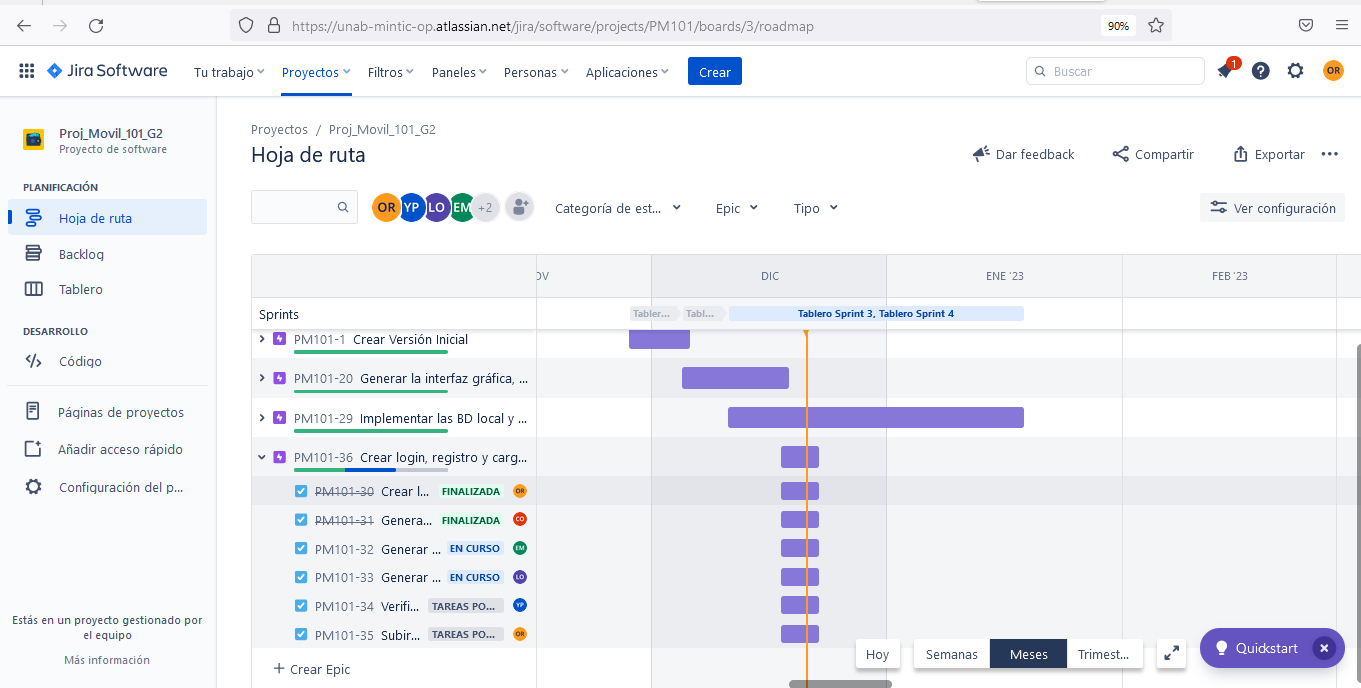 https://unab-mintic-op.atlassian.net/jira/software/projects/PM101/boards/3/roadmap 90%
Jira Software Tu trabajo Proyectos Filtros Paneles Personas Aplicaciones Crear Buscar 1 OR
Proj_Movil_101_G2
Proyecto de software
PLANIFICACIÓN
Hoja de ruta
Backlog
Tablero
DESARROLLO
Código
Páginas de proyectos
Añadir acceso rápido
Configuración del p...
Estás en un proyecto gestionado por
el equipo
Más información
Proyectos / Proj_Movil_101_G2
Hoja de ruta
Dar feedback Compartir Exportar
OR YP LO EM +2 Categoría de est... Epic Tipo Ver configuración
OV DIC ENE '23 FEB '23
Sprints Tabler... Tabl... Tablero Sprint 3, Tablero Sprint 4
PM101-1 Crear Versión Inicial
PM101-20 Generar la interfaz gráfica, ...
PM101-29 Implementar las BD local y ...
PM101-36 Crear login, registro y carg...
PM101-30 Crear l... FINALIZADA OR
PM101-31 Genera... FINALIZADA CO
PM101-32 Generar ... EN CURSO EM
PM101-33 Generar ... EN CURSO LO
PM101-34 Verifi... TAREAS PO... YP
PM101-35 Subir... TAREAS PO... OR
+ Crear Epic
Hoy Semanas Meses Trimest... Quickstart